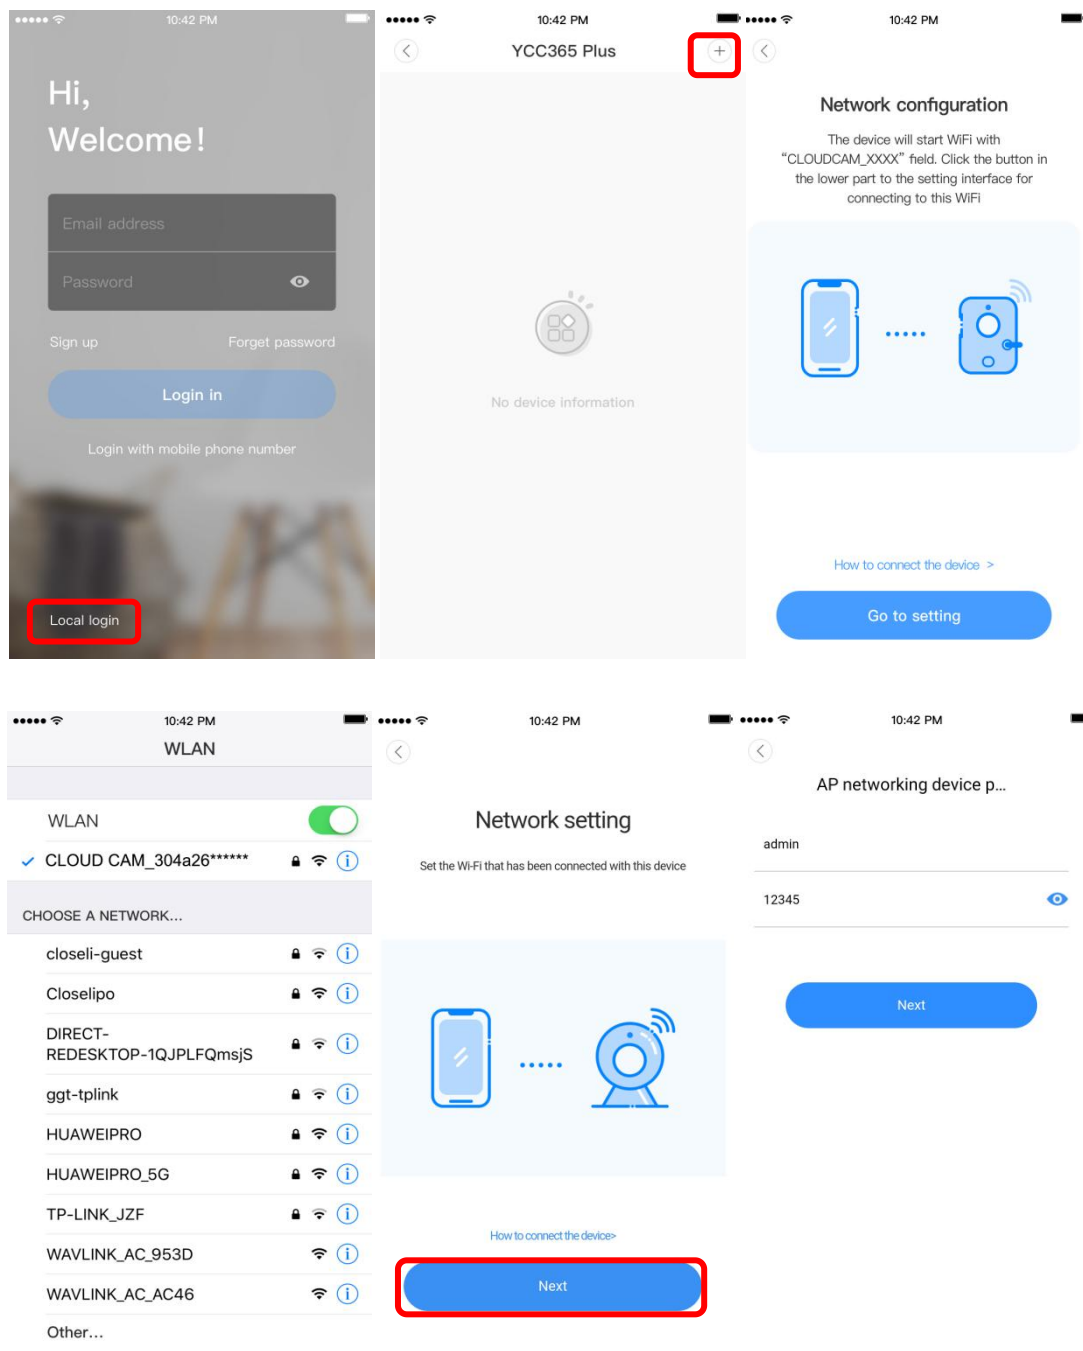 10:42 PM
Hi,
Welcome!
Email address
Password
Sign up
Forget password
Login in
Login with mobile phone number
Local login
10:42 PM
YCC365 Plus
No device information
10:42 PM
Network configuration
The device will start WiFi with
“CLOUDCAM_XXXX” field. Click the button in
the lower part to the setting interface for
connecting to this WiFi
How to connect the device >
Go to setting
10:42 PM
WLAN
WLAN
CLOUD CAM_304a26******
CHOOSE A NETWORK...
closeli-guest
Closelipo
DIRECT-
REDESKTOP-1QJPLFQmsjS
ggt-tplink
HUAWEIPRO
HUAWEIPRO_5G
TP-LINK_JZF
WAVLINK_AC_953D
WAVLINK_AC_AC46
Other...
10:42 PM
Network setting
Set the Wi-Fi that has been connected with this device
How to connect the device>
Next
10:42 PM
AP networking device p...
admin
12345
Next